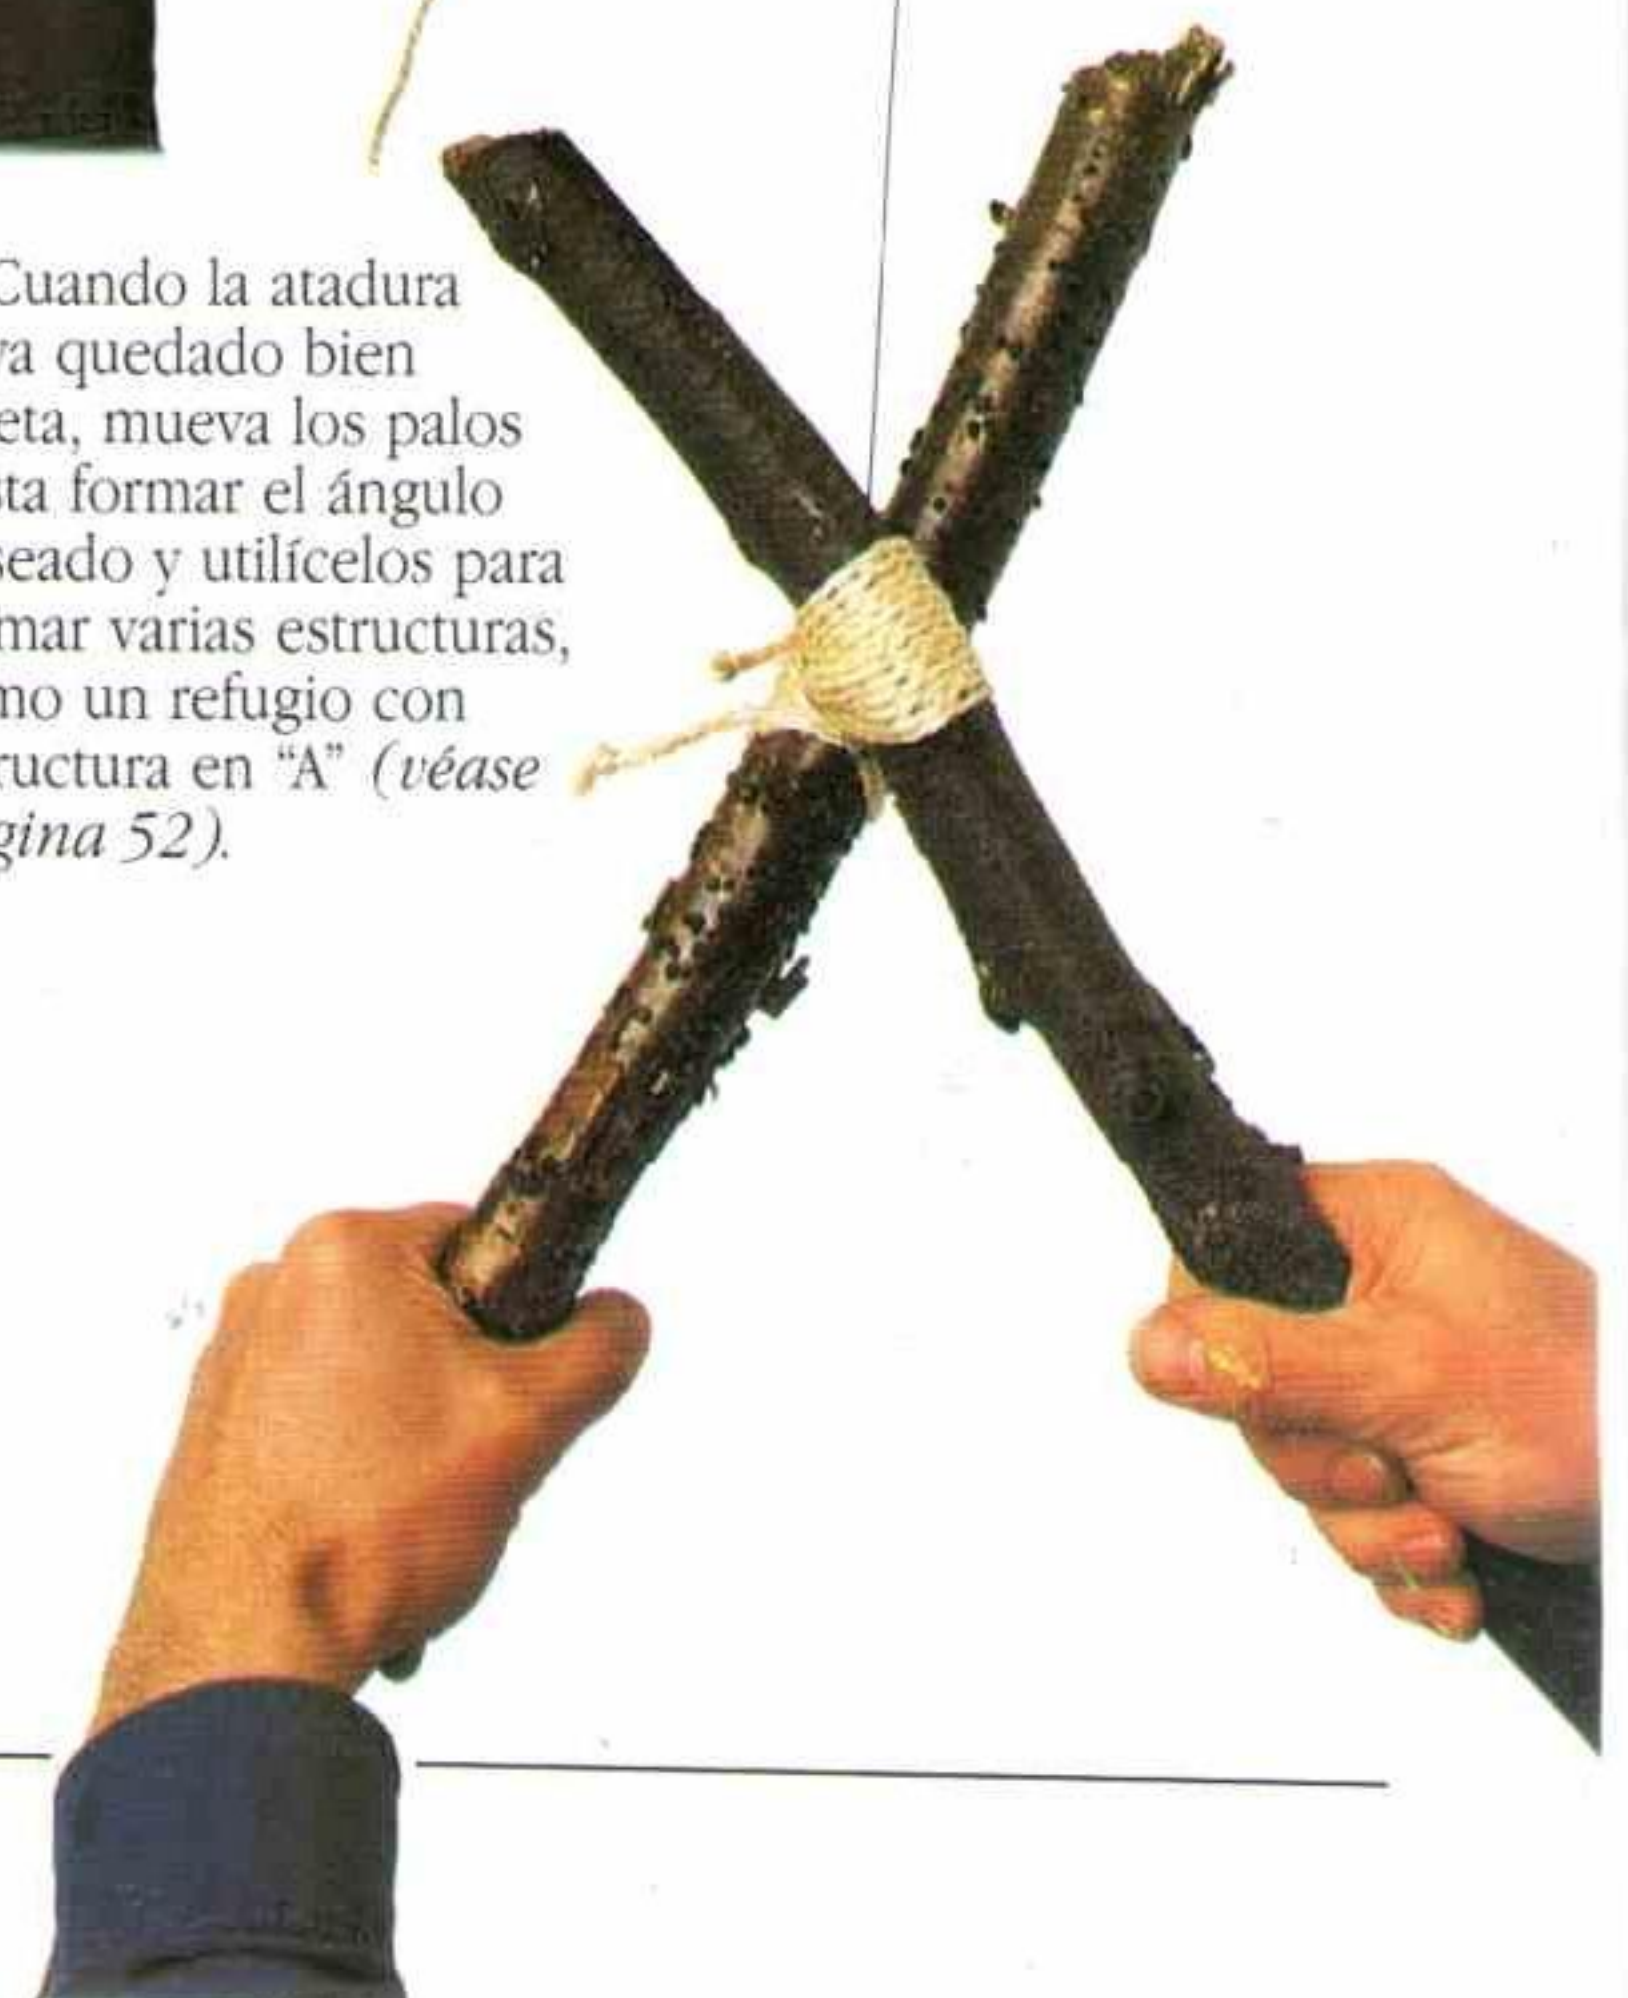 Cuando la atadura
ya quedado bien
eta, mueva los palos
sta formar el ángulo
seado y utilícelos para
mar varias estructuras,
mo un refugio con
ructura en “A” (véase
gina 52).